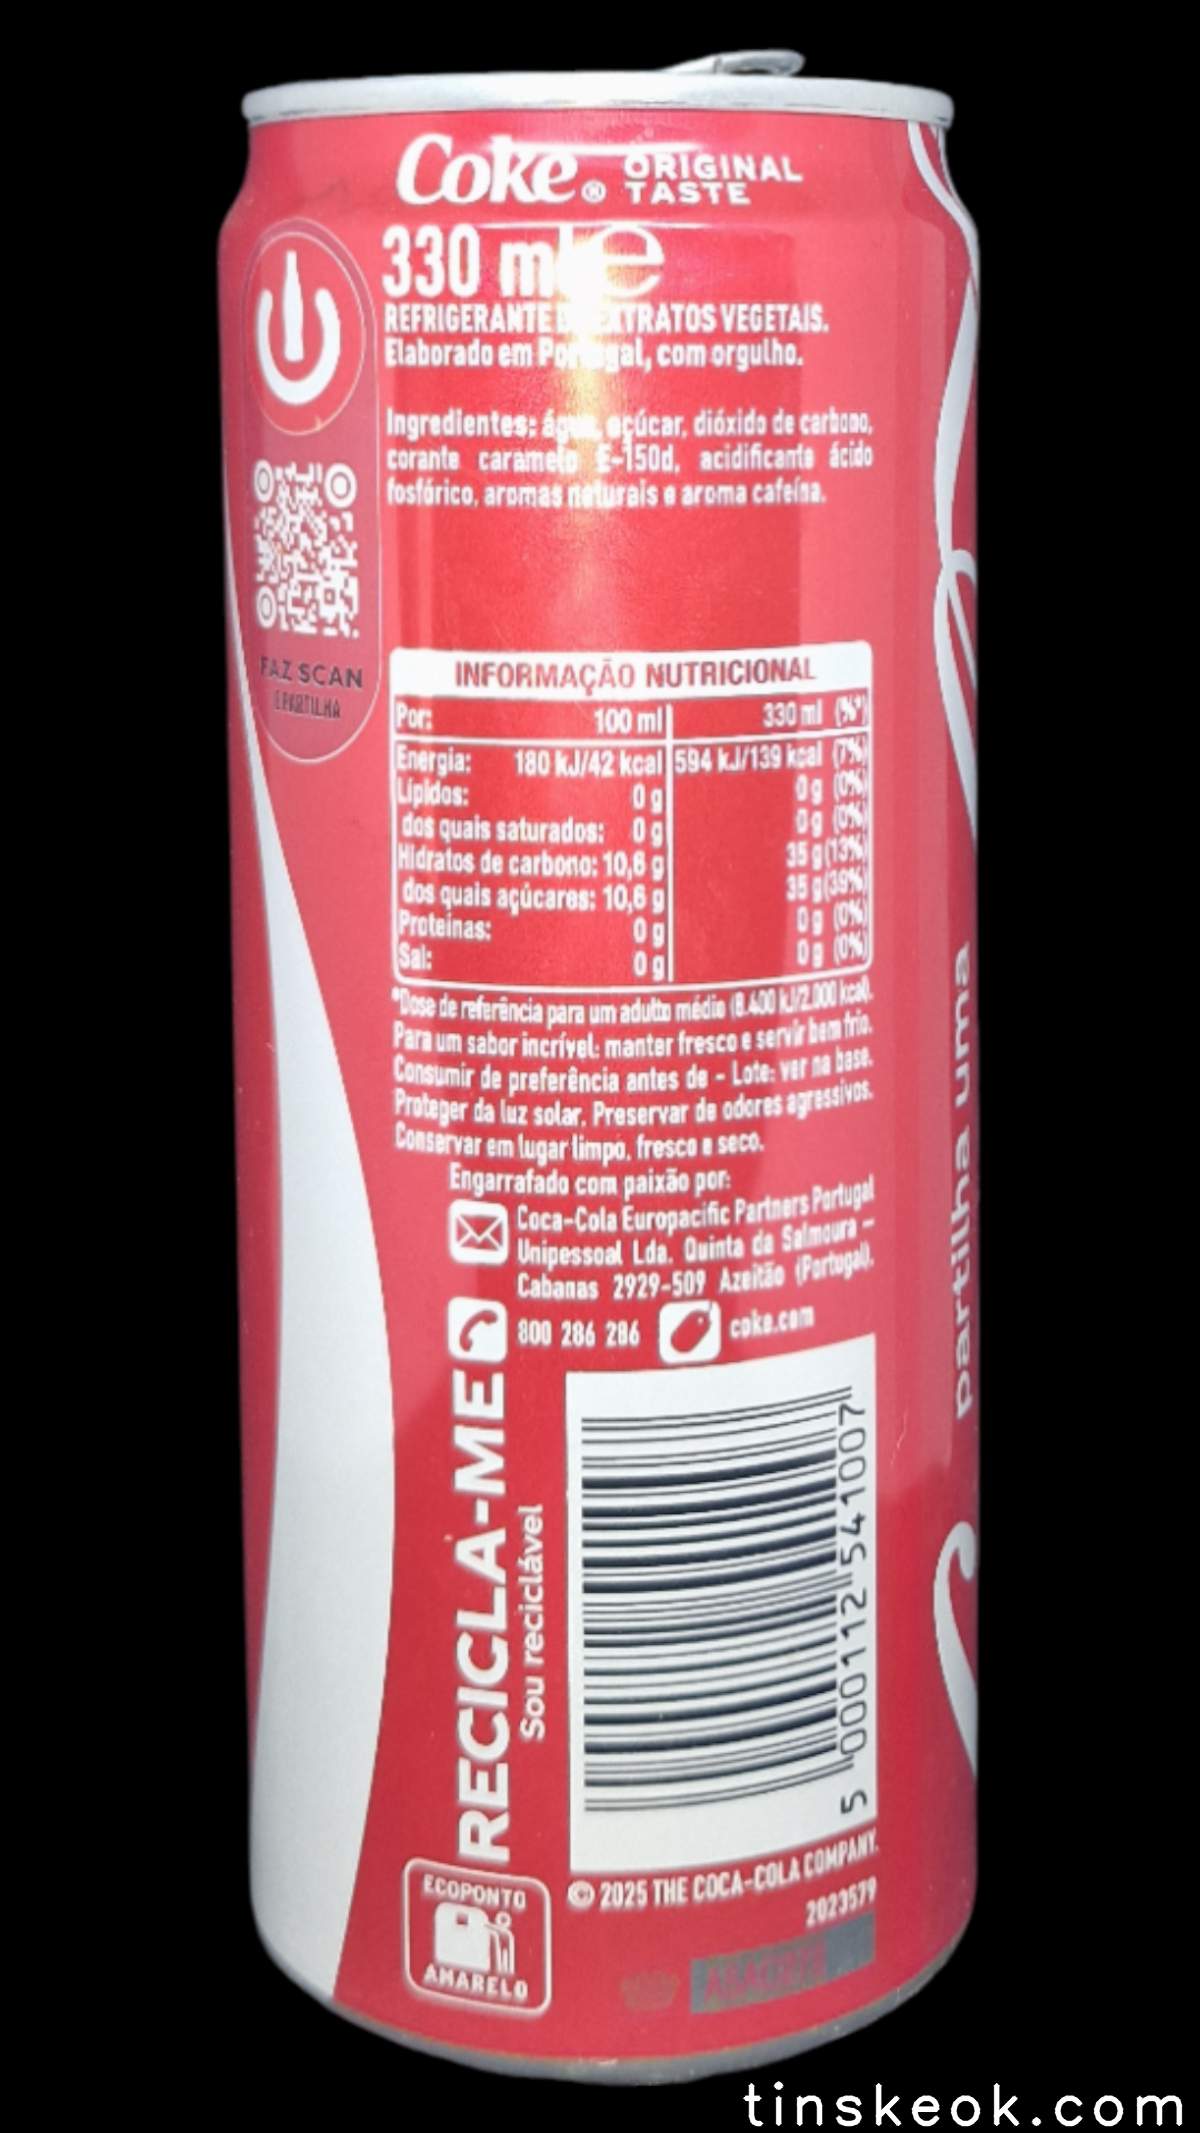 Coke® ORIGINAL
TASTE
330 ml e
REFRIGERANTE DE EXTRATOS VEGETAIS.
Elaborado em Portugal, com orgulho.
Ingredientes: água, açúcar, dióxido de carbono,
corante caramelo E-150d, acidificante ácido
fosfórico, aromas naturais e aroma cafeína.
FAZ SCAN
E PARTILHA
INFORMAÇÃO NUTRICIONAL
Por: 100 ml 330 ml (%*)
Energia: 180 kJ/42 kcal 594 kJ/139 kcal (7%)
Lípidos: 0 g 0 g (0%)
dos quais saturados: 0 g 0 g (0%)
Hidratos de carbono: 10,6 g 35 g (13%)
dos quais açúcares: 10,6 g 35 g (39%)
Proteínas: 0 g 0 g (0%)
Sal: 0 g 0 g (0%)
*Dose de referência para um adulto médio (8.400 kJ/2.000 kcal).
Para um sabor incrível: manter fresco e servir bem frio.
Consumir de preferência antes de - Lote: ver na base.
Proteger da luz solar. Preservar de odores agressivos.
Conservar em lugar limpo, fresco e seco.
Engarrafado com paixão por:
Coca-Cola Europacific Partners Portugal
Unipessoal Lda. Quinta da Salmoura –
Cabanas 2929-509 Azeitão (Portugal).
800 286 286 coke.com
RECICLA-ME
Sou reciclável
5 000112 541007
partilha uma
ECOPONTO
AMARELO
© 2025 THE COCA-COLA COMPANY.
2023579
tinskeok.com